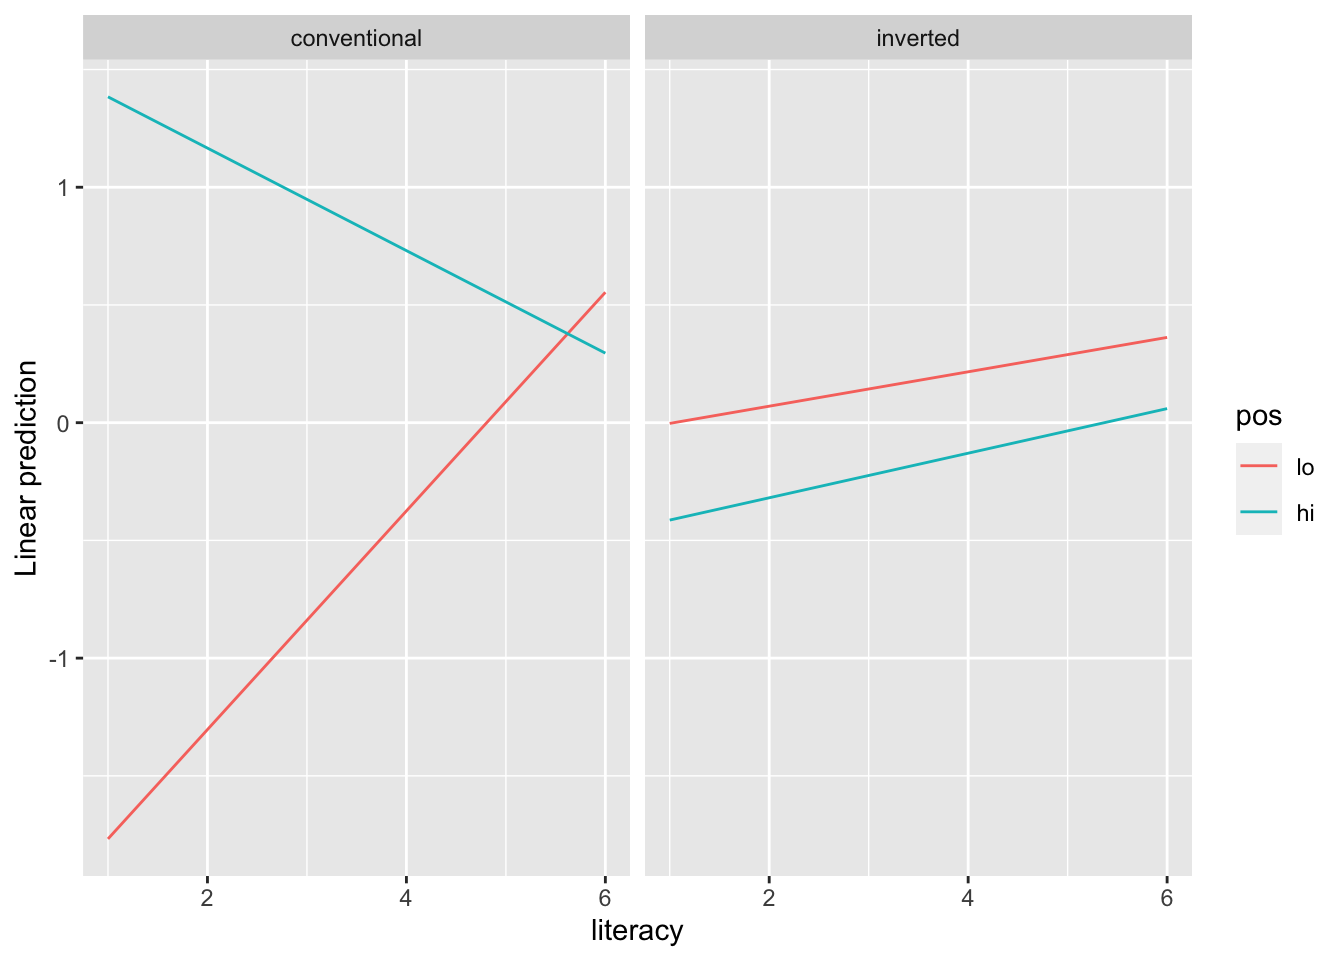 conventional
inverted
Linear prediction
1
0
-1
2
4
6
2
4
6
literacy
pos
lo
hi